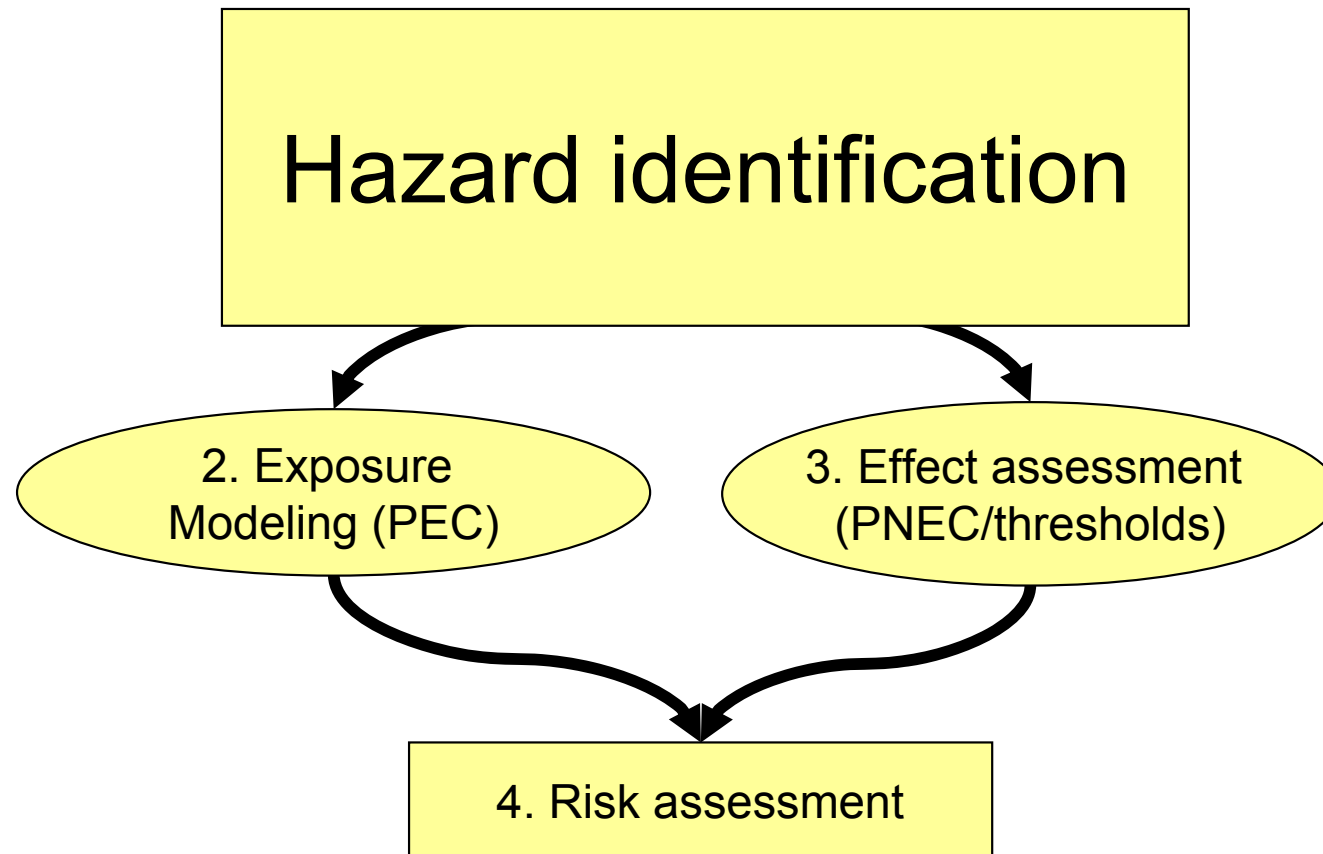 Hazard identification
2. Exposure
Modeling (PEC)
3. Effect assessment
(PNEC/thresholds)
4. Risk assessment